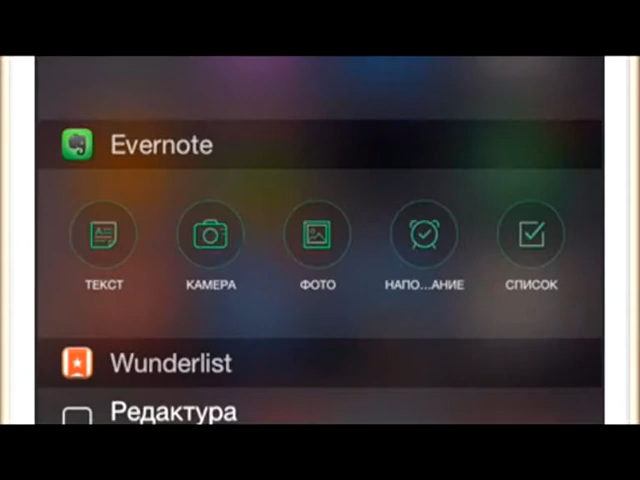 Evernote
ТЕКСТ
КАМЕРА
ФОТО
НАПО...АНИЕ
СПИСОК
Wunderlist
Редактура